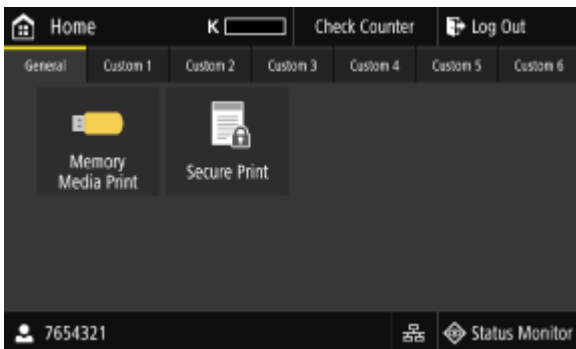 Home
K
Check Counter
Log Out
General
Custom 1
Custom 2
Custom 3
Custom 4
Custom 5
Custom 6
Memory
Media Print
Secure Print
7654321
Status Monitor